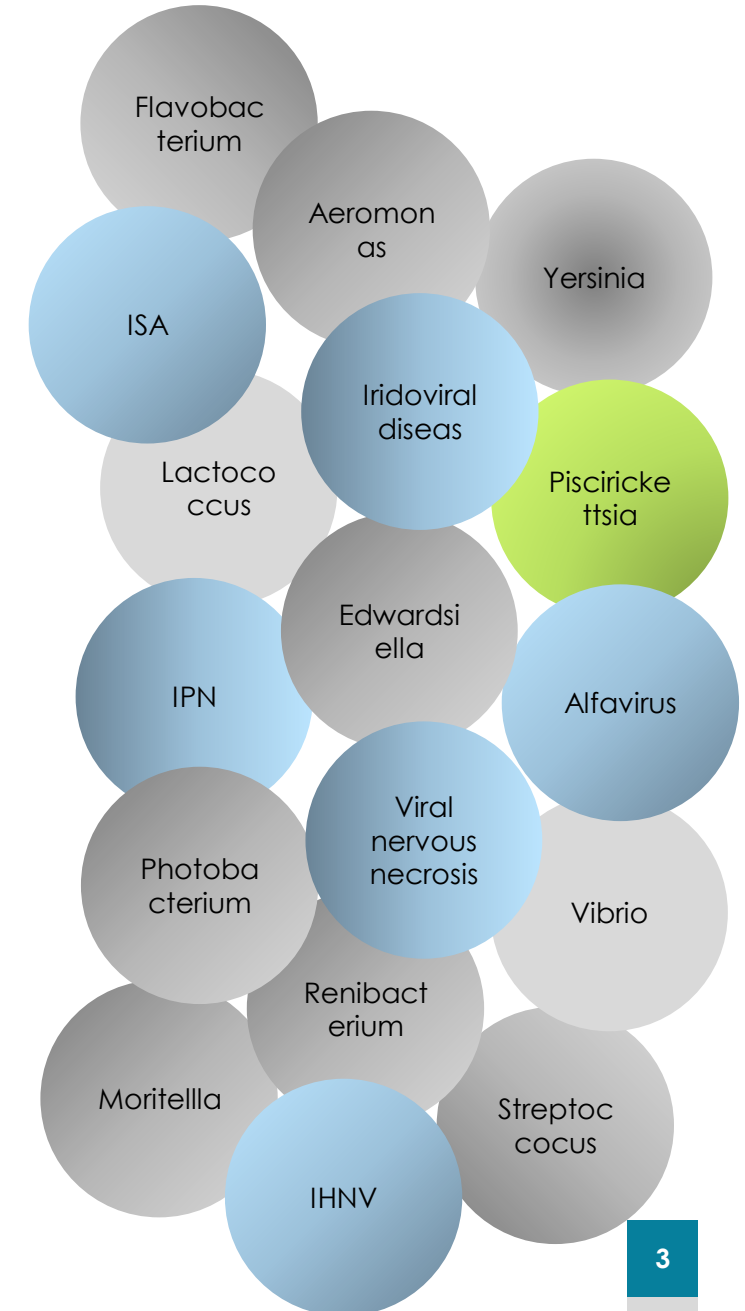 Flavobac
terium
Aeromon
as
Yersinia
ISA
Iridoviral
diseas
Lactoco
ccus
Pisciricke
ttsia
Edwardsi
ella
IPN
Alfavirus
Viral
nervous
necrosis
Photoba
cterium
Vibrio
Renibact
erium
Moritellla
Streptoc
cocus
IHNV
3